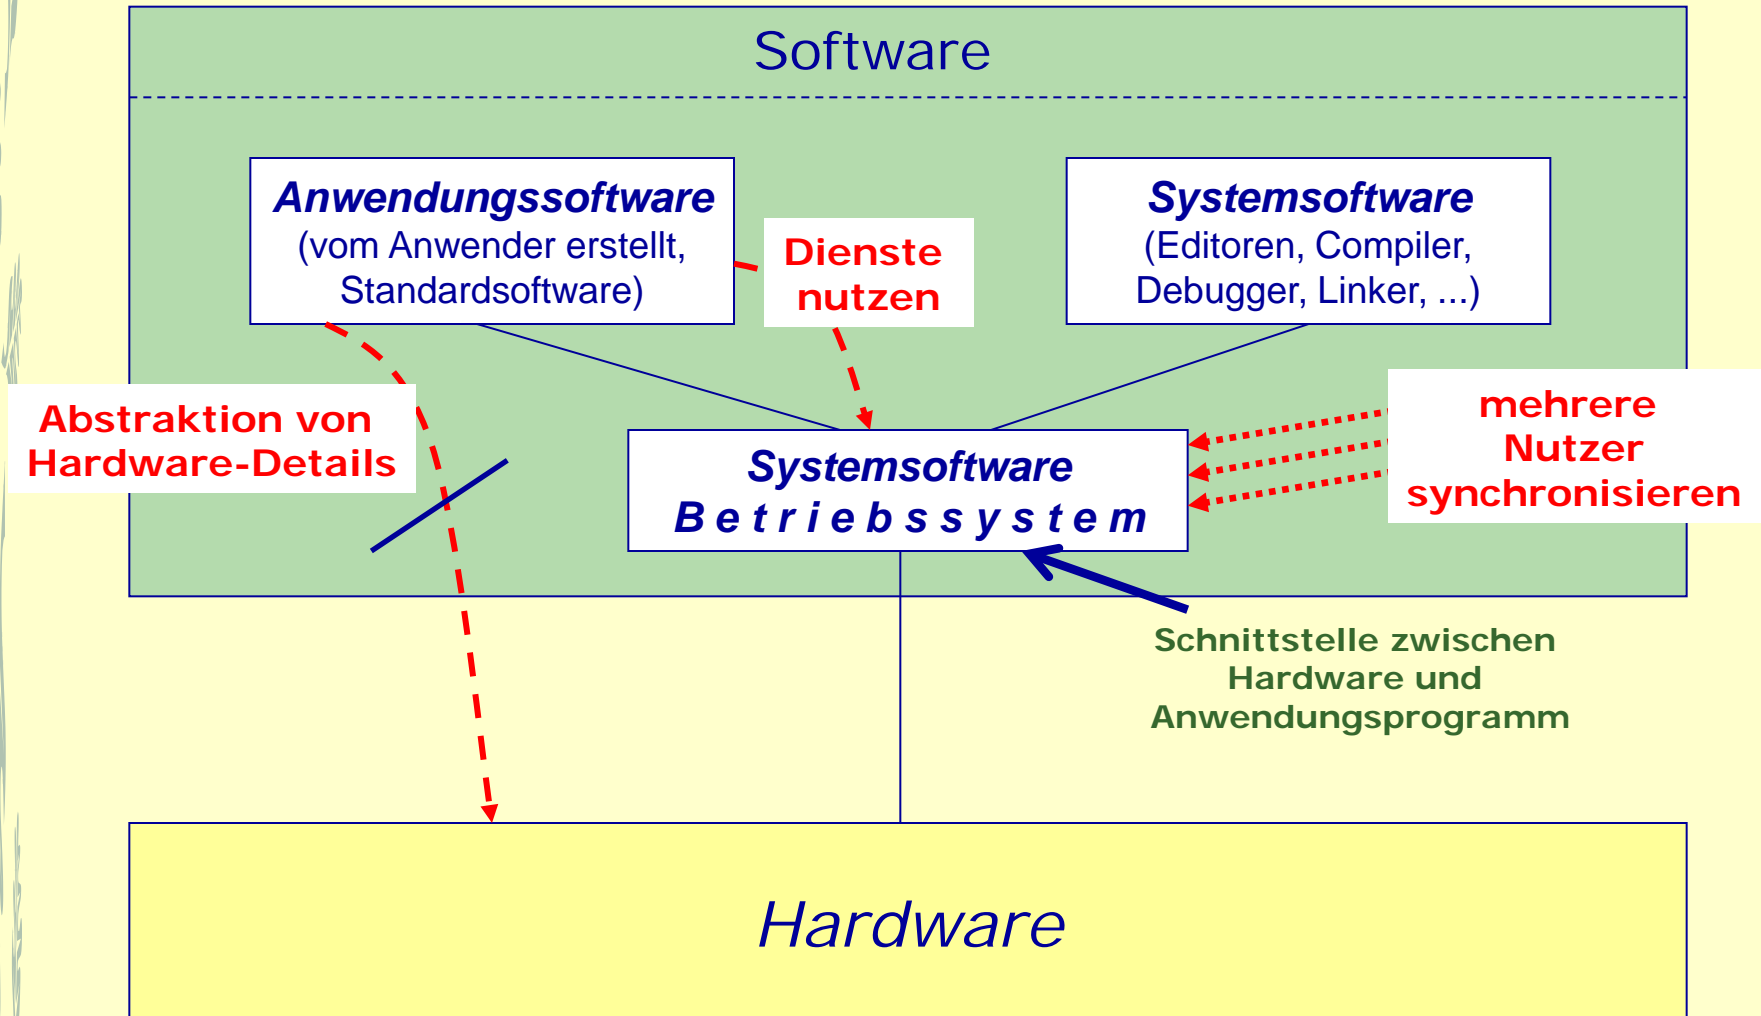 Software
Anwendungssoftware
(vom Anwender erstellt,
Standardsoftware)
Dienste
nutzen
Systemsoftware
(Editoren, Compiler,
Debugger, Linker, ...)
Abstraktion von
Hardware-Details
Systemsoftware
Betriebssystem
mehrere
Nutzer
synchronisieren
Schnittstelle zwischen
Hardware und
Anwendungsprogramm
Hardware